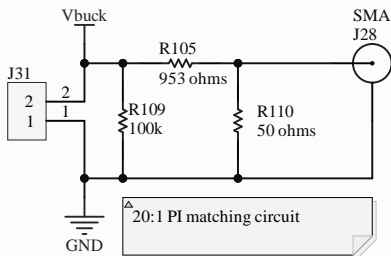 Vbuck
SMA
J28
R105
953 ohms
J31
2
2
1
1
R109
100k
R110
50 ohms
GND
20:1 PI matching circuit